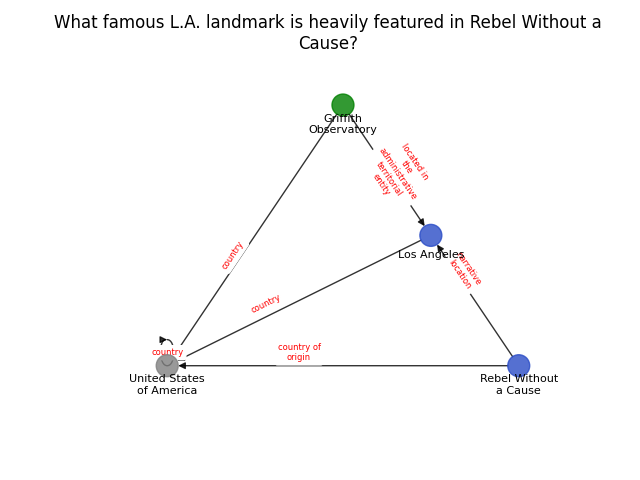 What famous L.A. landmark is heavily featured in Rebel Without a
Cause?
Griffith
Observatory
located in
the
administrative
territorial
entity
country
Los Angeles
narrative
location
country
country
country of
origin
United States
of America
Rebel Without
a Cause